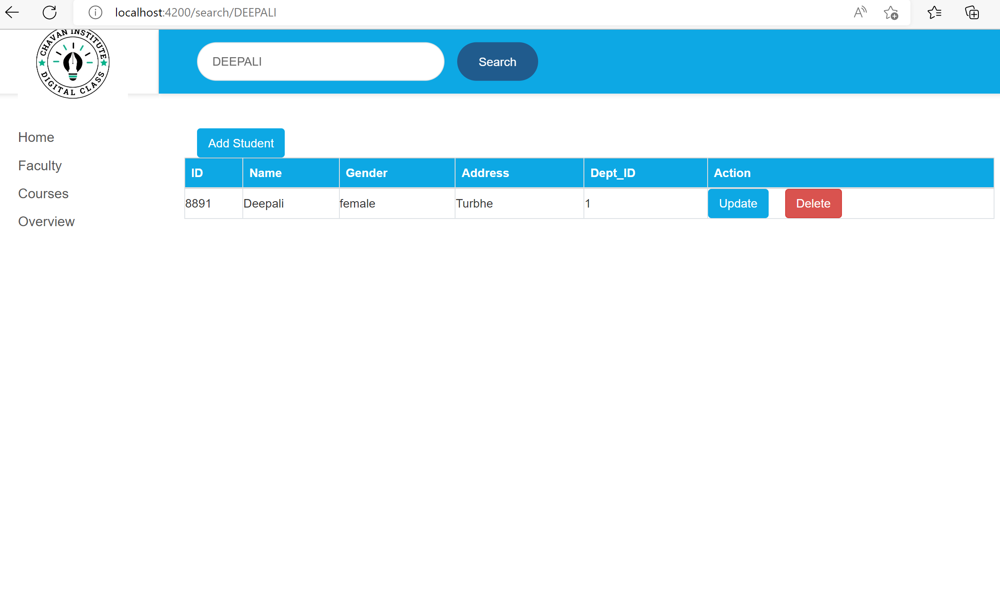 localhost:4200/search/DEEPALI
CHAVAN INSTITUTE
DIGITAL CLASS
DEEPALI
Search
Home
Faculty
Courses
Overview
Add Student
ID Name Gender Address Dept_ID Action
8891 Deepali female Turbhe 1 Update Delete